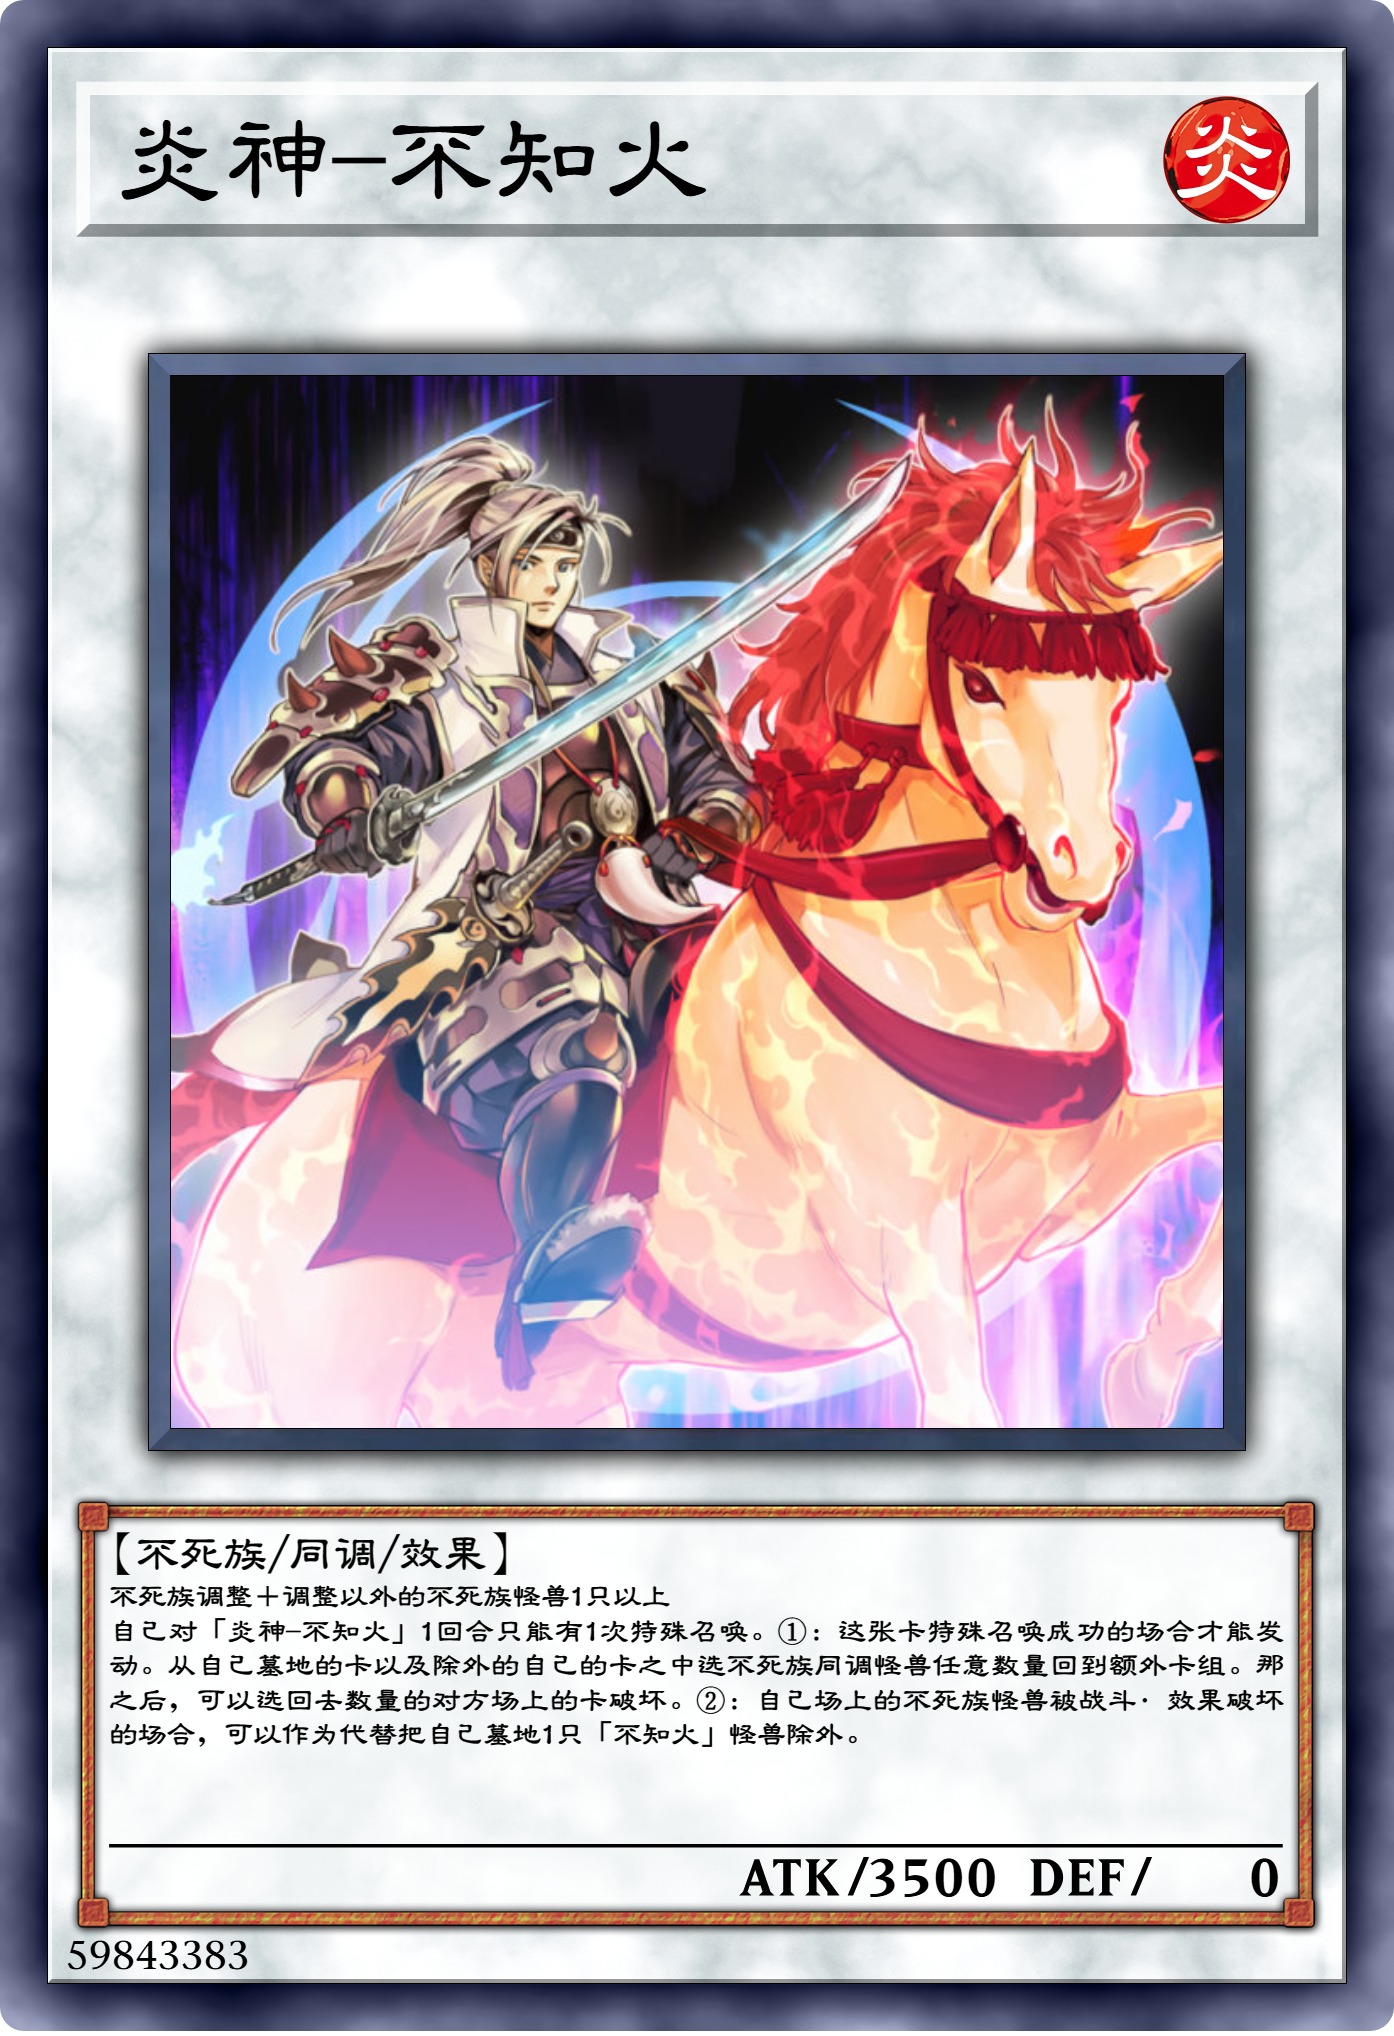 炎神-不知火
炎
【不死族/同调/效果】
不死族调整＋调整以外的不死族怪兽1只以上
自己对「炎神-不知火」1回合只能有1次特殊召唤。①：这张卡特殊召唤成功的场合才能发
动。从自己墓地的卡以及除外的自己的卡之中选不死族同调怪兽任意数量回到额外卡组。那
之后，可以选回去数量的对方场上的卡破坏。②：自己场上的不死族怪兽被战斗·效果破坏
的场合，可以作为代替把自己墓地1只「不知火」怪兽除外。
ATK/3500 DEF/ 0
59843383